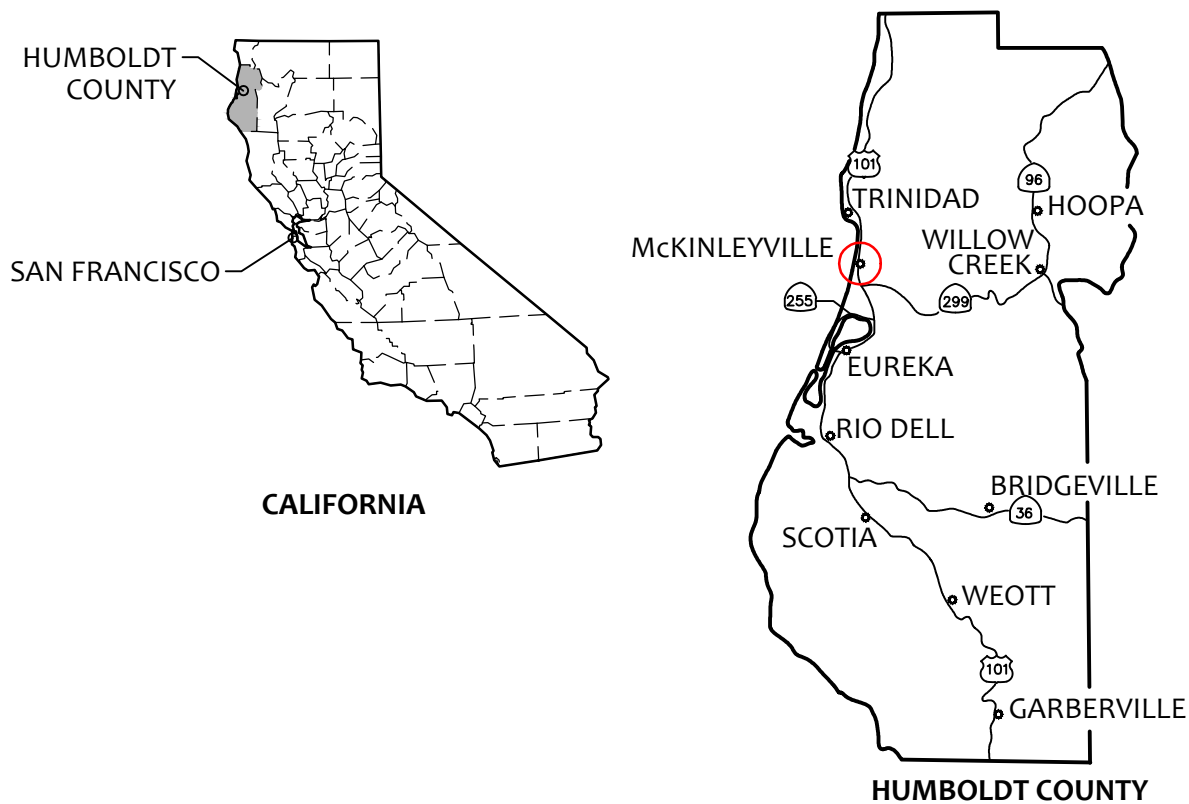 HUMBOLDT
COUNTY
SAN FRANCISCO
CALIFORNIA
101
TRINIDAD
96
HOOPA
McKINLEYVILLE
WILLOW
CREEK
255
299
EUREKA
RIO DELL
BRIDGEVILLE
36
SCOTIA
WEOTT
101
GARBERVILLE
HUMBOLDT COUNTY